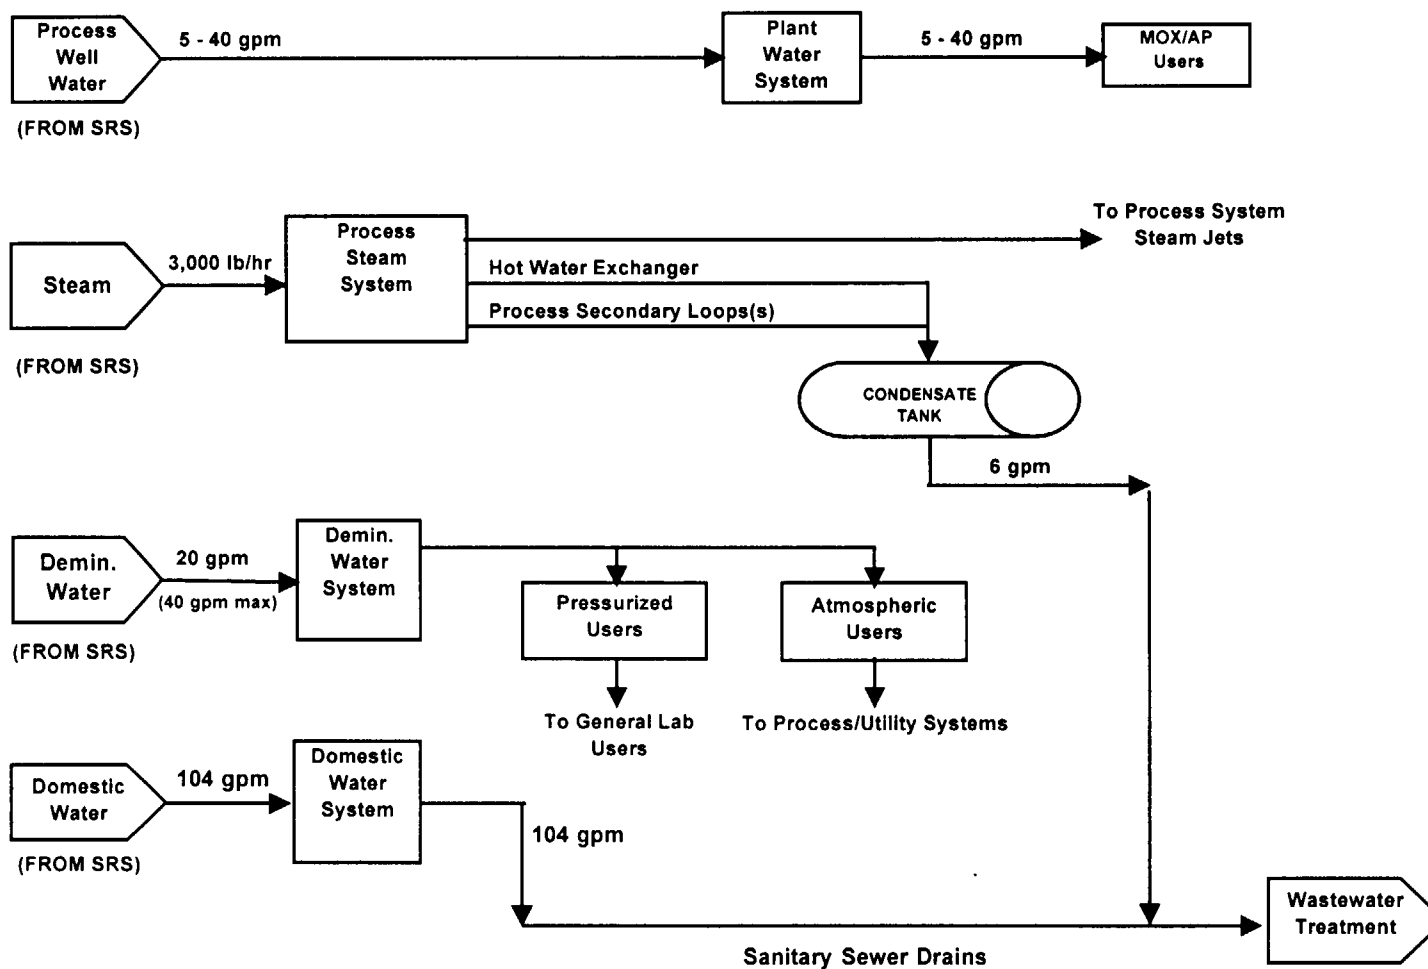 Process
Well
Water
(FROM SRS)
5 - 40 gpm
Plant
Water
System
5 - 40 gpm
MOX/AP
Users
Steam
(FROM SRS)
3,000 lb/hr
Process
Steam
System
To Process System
Steam Jets
Hot Water Exchanger
Process Secondary Loops(s)
CONDENSATE
TANK
6 gpm
Demin.
Water
(FROM SRS)
20 gpm
(40 gpm max)
Demin.
Water
System
Pressurized
Users
Atmospheric
Users
To General Lab
Users
To Process/Utility Systems
Domestic
Water
(FROM SRS)
104 gpm
Domestic
Water
System
104 gpm
Sanitary Sewer Drains
Wastewater
Treatment